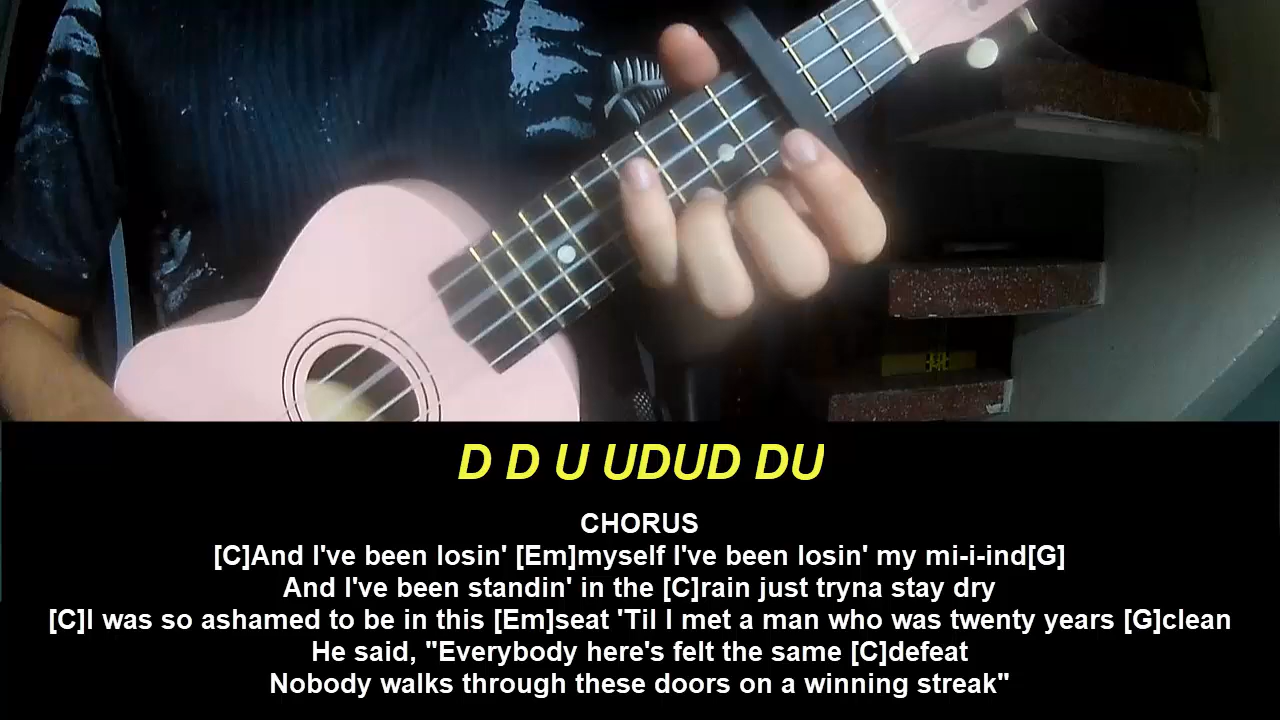 D D U UDUD DU
CHORUS
[C]And I've been losin' [Em]myself I've been losin' my mi-i-ind[G]
And I've been standin' in the [C]rain just tryna stay dry
[C]I was so ashamed to be in this [Em]seat 'Til I met a man who was twenty years [G]clean
He said, "Everybody here's felt the same [C]defeat
Nobody walks through these doors on a winning streak"